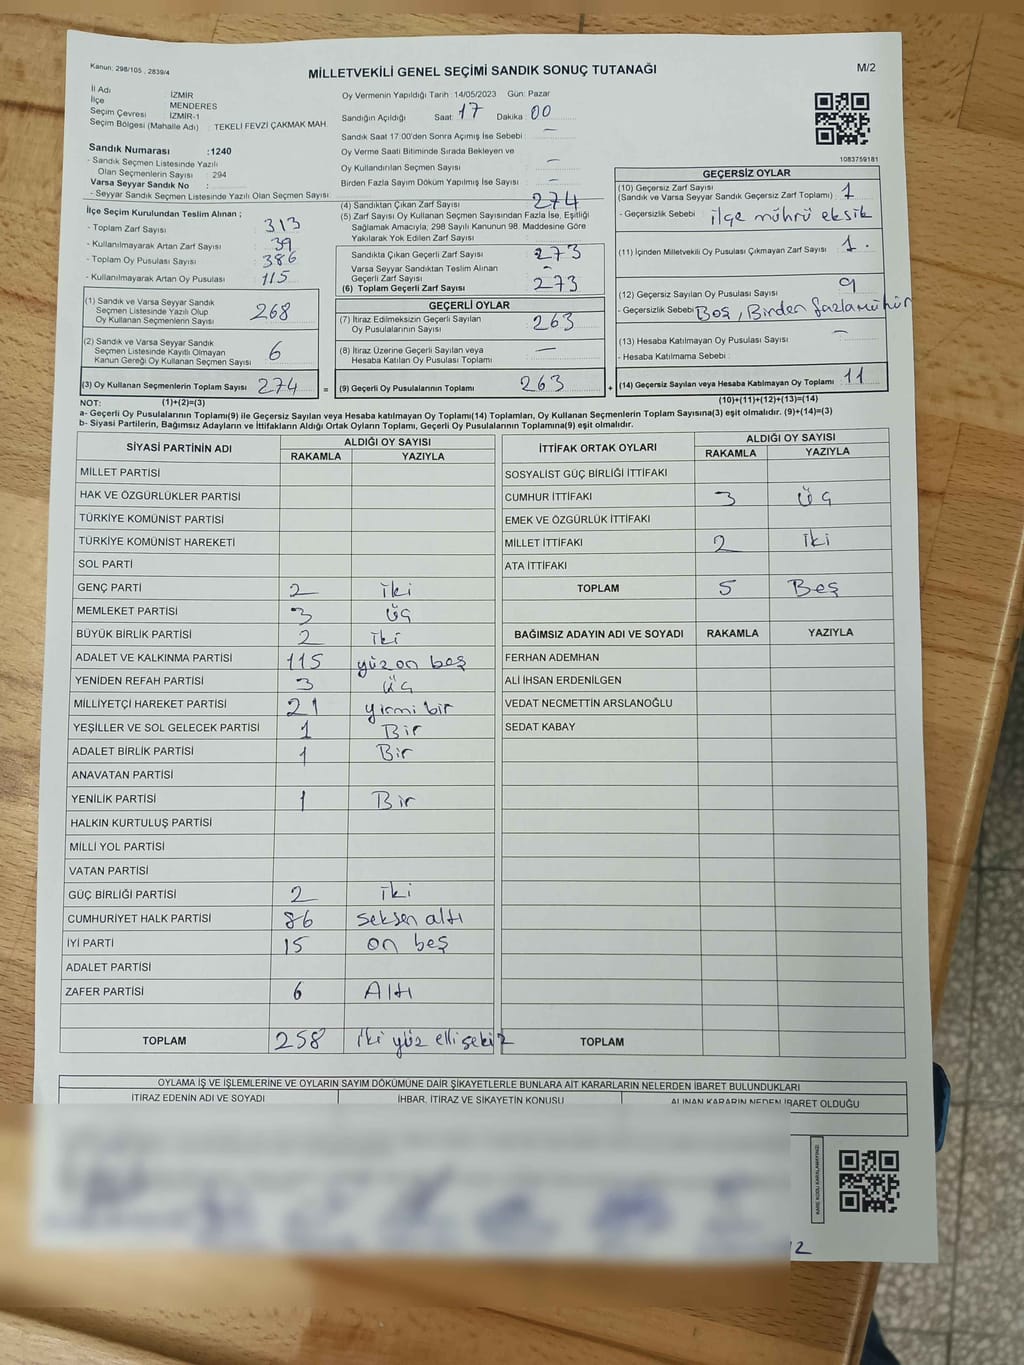 Kanun: 298/105 , 2839/4
MİLLETVEKİLİ GENEL SEÇİMİ SANDIK SONUÇ TUTANAĞI
M/2
İl Adı : İZMİR
İlçe : MENDERES
Seçim Çevresi : İZMİR-1
Seçim Bölgesi (Mahalle Adı) : TEKELİ FEVZİ ÇAKMAK MAH.
Sandık Numarası :1240
- Sandık Seçmen Listesinde Yazılı
Olan Seçmenlerin Sayısı : 294
Varsa Seyyar Sandık No :
- Seyyar Sandık Seçmen Listesinde Yazılı Olan Seçmen Sayısı:
İlçe Seçim Kurulundan Teslim Alınan ;
- Toplam Zarf Sayısı : 313
- Kullanılmayarak Artan Zarf Sayısı : 39
- Toplam Oy Pusulası Sayısı : 386
- Kullanılmayarak Artan Oy Pusulası : 115
(1) Sandık ve Varsa Seyyar Sandık
Seçmen Listesinde Yazılı Olup
Oy Kullanan Seçmenlerin Sayısı 268
(2) Sandık ve Varsa Seyyar Sandık
Seçmen Listesinde Kayıtlı Olmayan
Kanun Gereği Oy Kullanan Seçmen Sayısı 6
(3) Oy Kullanan Seçmenlerin Toplam Sayısı 274 =
Oy Vermenin Yapıldığı Tarih : 14/05/2023 Gün: Pazar
Sandığın Açıldığı Saat: 17 Dakika : 00
Sandık Saat 17:00'den Sonra Açımış İse Sebebi : —
Oy Verme Saati Bitiminde Sırada Bekleyen ve
Oy Kullandırılan Seçmen Sayısı : —
Birden Fazla Sayım Döküm Yapılmış İse Sayısı : —
(4) Sandıktan Çıkan Zarf Sayısı : 274
(5) Zarf Sayısı Oy Kullanan Seçmen Sayısından Fazla İse, Eşitliği
Sağlamak Amacıyla; 298 Sayılı Kanunun 98. Maddesine Göre
Yakılarak Yok Edilen Zarf Sayısı :
Sandıkta Çıkan Geçerli Zarf Sayısı : 273
Varsa Seyyar Sandıktan Teslim Alınan
Geçerli Zarf Sayısı : —
(6) Toplam Geçerli Zarf Sayısı : 273
GEÇERLİ OYLAR
(7) İtiraz Edilmeksizin Geçerli Sayılan
Oy Pusulalarının Sayısı : 263
(8) İtiraz Üzerine Geçerli Sayılan veya
Hesaba Katılan Oy Pusulası Toplamı : —
(9) Geçerli Oy Pusulalarının Toplamı : 263 +
1083759181
GEÇERSİZ OYLAR
(10) Geçersiz Zarf Sayısı
(Sandık ve Varsa Seyyar Sandık Geçersiz Zarf Toplamı) : 1
- Geçersizlik Sebebi : ilçe mührü eksik
(11) İçinden Milletvekili Oy Pusulası Çıkmayan Zarf Sayısı : 1.
(12) Geçersiz Sayılan Oy Pusulası Sayısı : 9
- Geçersizlik Sebebi : Boş, Birden fazla mühür
(13) Hesaba Katılmayan Oy Pusulası Sayısı : —
- Hesaba Katılmama Sebebi :
(14) Geçersiz Sayılan veya Hesaba Katılmayan Oy Toplamı : 11
NOT: (1)+(2)=(3)
(10)+(11)+(12)+(13)=(14)
a- Geçerli Oy Pusulalarının Toplamı(9) ile Geçersiz Sayılan veya Hesaba katılmayan Oy Toplamı(14) Toplamları, Oy Kullanan Seçmenlerin Toplam Sayısına(3) eşit olmalıdır. (9)+(14)=(3)
b- Siyasi Partilerin, Bağımsız Adayların ve İttifakların Aldığı Ortak Oyların Toplamı, Geçerli Oy Pusulalarının Toplamına(9) eşit olmalıdır.
SİYASİ PARTİNİN ADI ALDIĞI OY SAYISI
RAKAMLA YAZIYLA
MİLLET PARTİSİ
HAK VE ÖZGÜRLÜKLER PARTİSİ
TÜRKİYE KOMÜNİST PARTİSİ
TÜRKİYE KOMÜNİST HAREKETİ
SOL PARTİ
GENÇ PARTİ 2 iki
MEMLEKET PARTİSİ 3 üç
BÜYÜK BİRLİK PARTİSİ 2 iki
ADALET VE KALKINMA PARTİSİ 115 yüz on beş
YENİDEN REFAH PARTİSİ 3 üç
MİLLİYETÇİ HAREKET PARTİSİ 21 yirmi bir
YEŞİLLER VE SOL GELECEK PARTİSİ 1 Bir
ADALET BİRLİK PARTİSİ 1 Bir
ANAVATAN PARTİSİ
YENİLİK PARTİSİ 1 Bir
HALKIN KURTULUŞ PARTİSİ
MİLLİ YOL PARTİSİ
VATAN PARTİSİ
GÜÇ BİRLİĞİ PARTİSİ 2 iki
CUMHURİYET HALK PARTİSİ 86 seksen altı
İYİ PARTİ 15 on beş
ADALET PARTİSİ
ZAFER PARTİSİ 6 Altı
TOPLAM 258 iki yüz elli sekiz
İTTİFAK ORTAK OYLARI ALDIĞI OY SAYISI
RAKAMLA YAZIYLA
SOSYALİST GÜÇ BİRLİĞİ İTTİFAKI
CUMHUR İTTİFAKI 3 üç
EMEK VE ÖZGÜRLÜK İTTİFAKI
MİLLET İTTİFAKI 2 iki
ATA İTTİFAKI
TOPLAM 5 Beş
BAĞIMSIZ ADAYIN ADI VE SOYADI RAKAMLA YAZIYLA
FERHAN ADEMHAN
ALİ İHSAN ERDENİLGEN
VEDAT NECMETTİN ARSLANOĞLU
SEDAT KABAY
TOPLAM
OYLAMA İŞ VE İŞLEMLERİNE VE OYLARIN SAYIM DÖKÜMÜNE DAİR ŞİKAYETLERLE BUNLARA AİT KARARLARIN NELERDEN İBARET BULUNDUKLARI
İTİRAZ EDENİN ADI VE SOYADI İHBAR, İTİRAZ VE ŞİKAYETİN KONUSU ALINAN KARARIN NEDEN İBARET OLDUĞU
KARE KODU KARALAMAYINIZ!